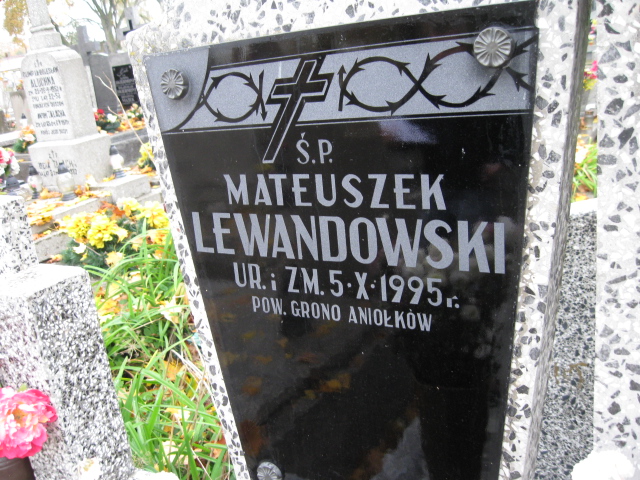 Ś.P.
MATEUSZEK
LEWANDOWSKI
UR. i ZM. 5·X·1995 r.
POW. GRONO ANIOŁKÓW